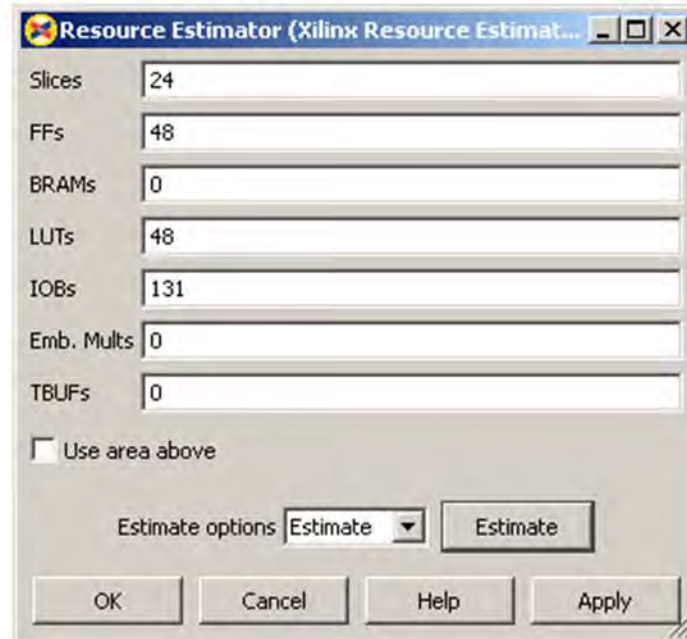 Resource Estimator (Xilinx Resource Estimat...
Slices 24
FFs 48
BRAMs 0
LUTs 48
IOBs 131
Emb. Mults 0
TBUFs 0
Use area above
Estimate options Estimate Estimate
OK Cancel Help Apply